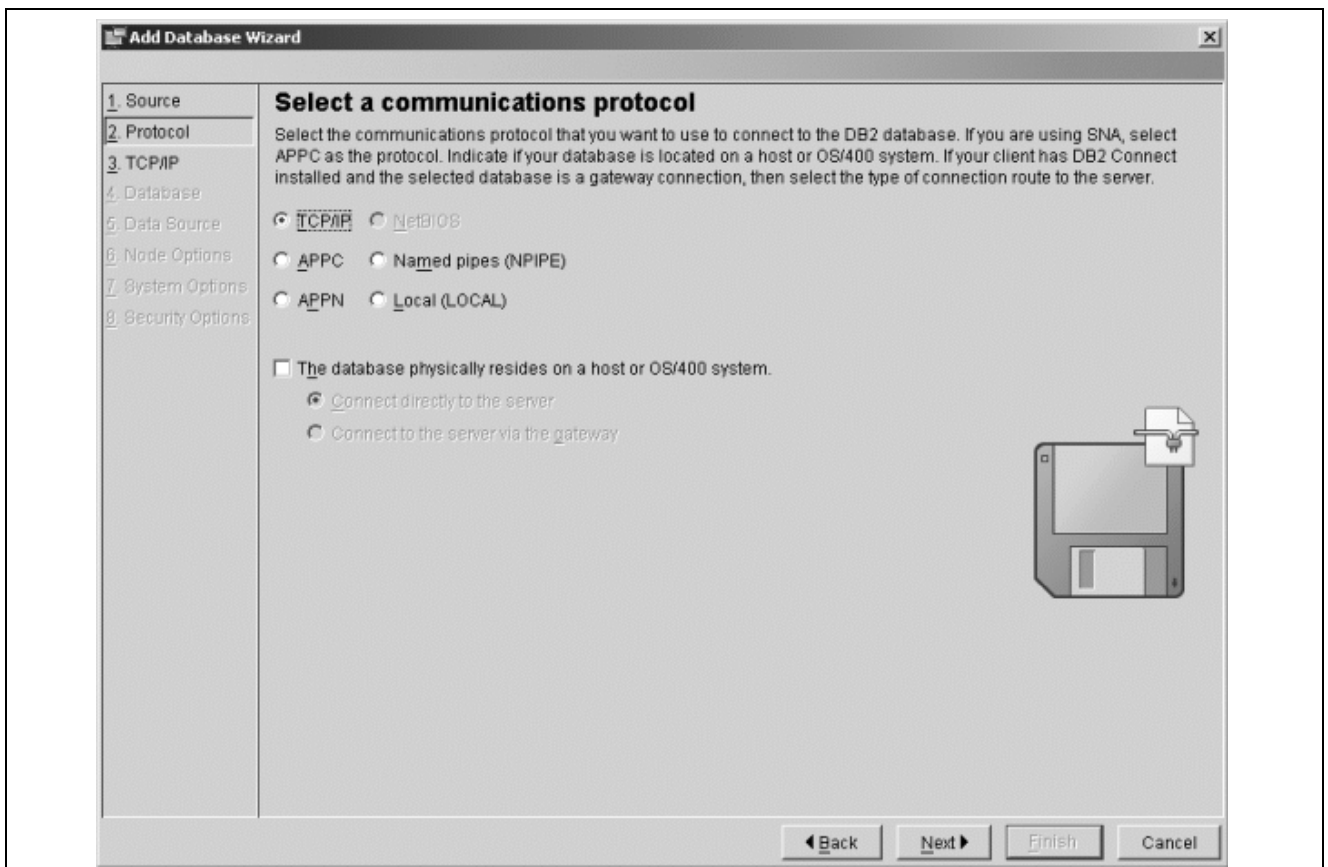 Add Database Wizard
1. Source
2. Protocol
3. TCP/IP
4. Database
5. Data Source
6. Node Options
7. System Options
8. Security Options
Select a communications protocol
Select the communications protocol that you want to use to connect to the DB2 database. If you are using SNA, select
APPC as the protocol. Indicate if your database is located on a host or OS/400 system. If your client has DB2 Connect
installed and the selected database is a gateway connection, then select the type of connection route to the server.
TCP/IP NetBIOS
APPC Named pipes (NPIPE)
APPN Local (LOCAL)
The database physically resides on a host or OS/400 system.
Connect directly to the server
Connect to the server via the gateway
Back Next Finish Cancel